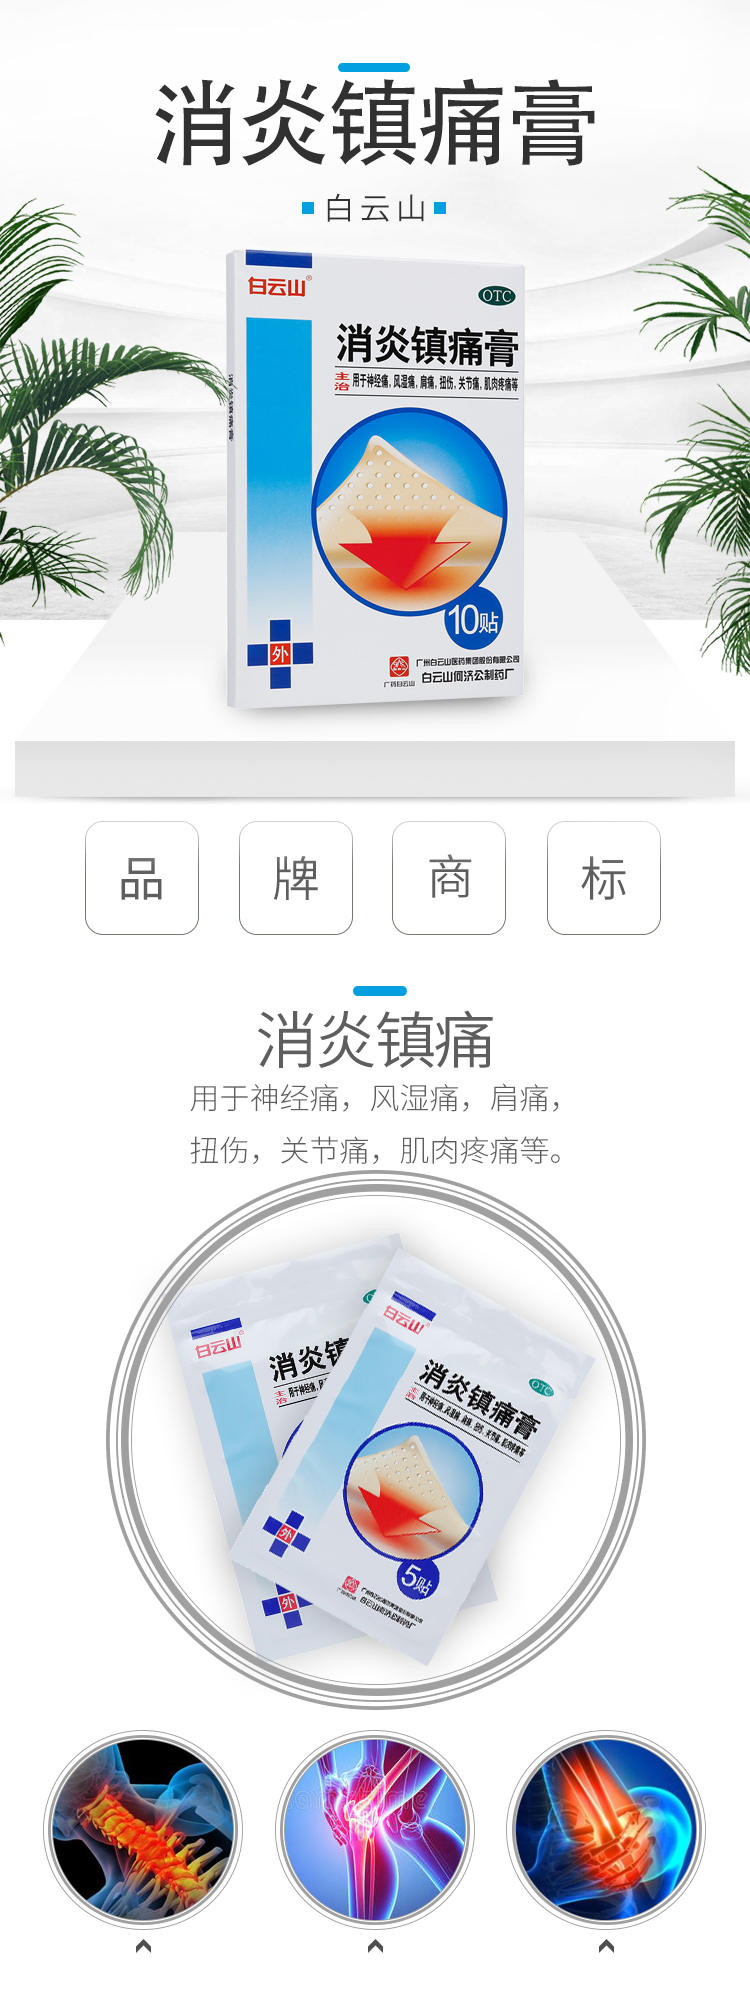 消炎镇痛膏
白云山
白云山®
OTC
消炎镇痛膏
主治 用于神经痛,风湿痛,肩痛,扭伤,关节痛,肌肉疼痛等
消炎镇痛膏
10贴
外
广药白云山
广州白云山医药集团股份有限公司
白云山何济公制药厂
品 牌 商 标
消炎镇痛
用于神经痛，风湿痛，肩痛，
扭伤，关节痛，肌肉疼痛等。
白云山
消炎镇
主治 用于神经痛,风
外
白云山
OTC
消炎镇痛膏
主治 用于神经痛,风湿痛,肩痛,扭伤,关节痛,肌肉疼痛等
外
5贴
广州白云山医药集团股份有限公司
白云山何济公制药厂